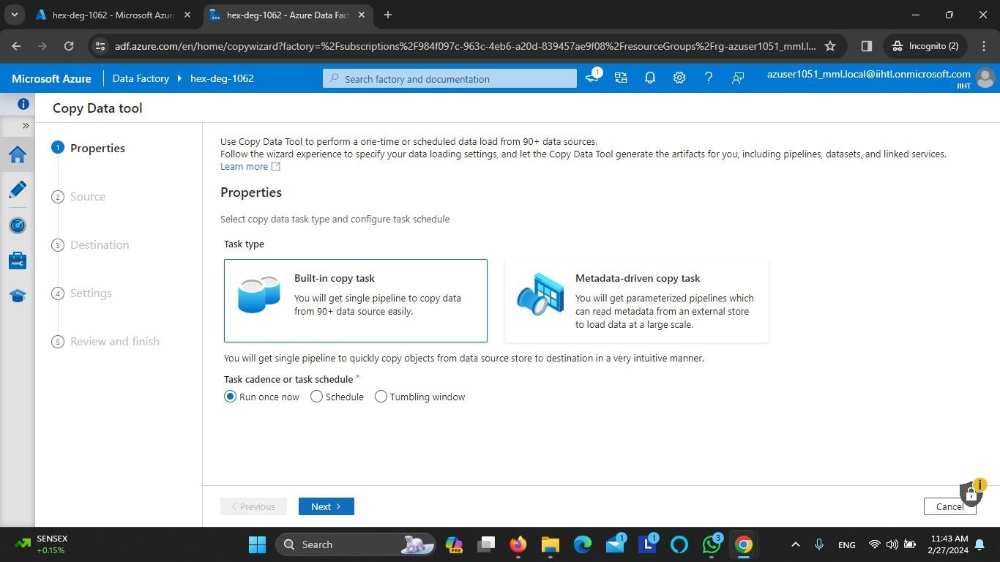 hex-deg-1062 - Microsoft Azur
hex-deg-1062 - Azure Data Fac
adf.azure.com/en/home/copywizard?factory=%2Fsubscriptions%2F984f097c-963c-4eb6-a20d-839457ae9f08%2FresourceGroups%2Frg-azuser1051_mml.l...
Incognito (2)
Microsoft Azure
Data Factory
hex-deg-1062
Search factory and documentation
1
azuser1051_mml.local@iihtl.onmicrosoft.com
IIHT
Copy Data tool
1 Properties
2 Source
3 Destination
4 Settings
5 Review and finish
Use Copy Data Tool to perform a one-time or scheduled data load from 90+ data sources.
Follow the wizard experience to specify your data loading settings, and let the Copy Data Tool generate the artifacts for you, including pipelines, datasets, and linked services.
Learn more
Properties
Select copy data task type and configure task schedule
Task type
Built-in copy task
You will get single pipeline to copy data
from 90+ data source easily.
Metadata-driven copy task
You will get parameterized pipelines which
can read metadata from an external store
to load data at a large scale.
You will get single pipeline to quickly copy objects from data source store to destination in a very intuitive manner.
Task cadence or task schedule *
Run once now
Schedule
Tumbling window
< Previous
Next >
Cancel
SENSEX
+0.15%
Search
PRE
1
L
1
3
ENG
11:43 AM
2/27/2024